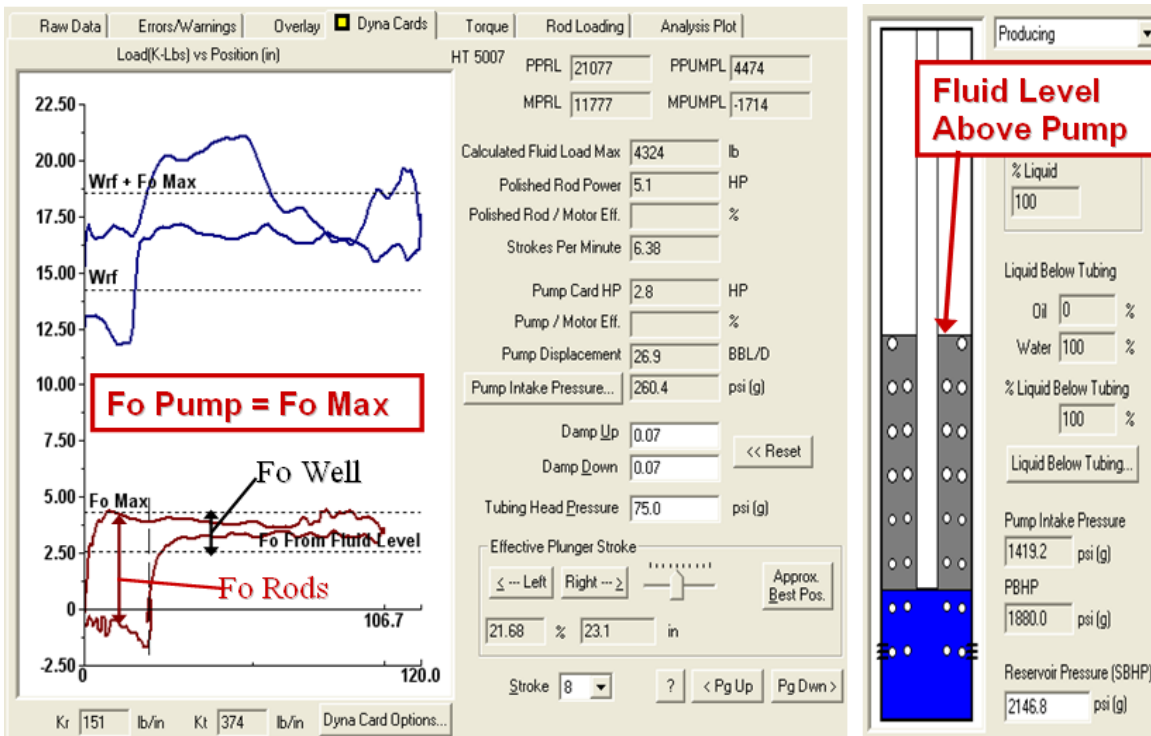 Raw Data Errors/Warnings Overlay Dyna Cards Torque Rod Loading Analysis Plot
Load(K-Lbs) vs Position (in)
HT 5007
22.50
20.00
17.50
15.00
12.50
10.00
7.50
5.00
2.50
0
-2.50
0
120.0
106.7
Wrf + Fo Max
Wrf
Fo Pump = Fo Max
Fo Max
Fo Well
Fo From Fluid Level
Fo Rods
Kr 151 lb/in Kt 374 lb/in Dyna Card Options...
PPRL 21077 PPUMPL 4474
MPRL 11777 MPUMPL -1714
Calculated Fluid Load Max 4324 lb
Polished Rod Power 5.1 HP
Polished Rod / Motor Eff. %
Strokes Per Minute 6.38
Pump Card HP 2.8 HP
Pump / Motor Eff. %
Pump Displacement 26.9 BBL/D
Pump Intake Pressure... 260.4 psi (g)
Damp Up 0.07
Damp Down 0.07
<< Reset
Tubing Head Pressure 75.0 psi (g)
Effective Plunger Stroke
< --- Left Right --- >
Approx.
Best Pos.
21.68 % 23.1 in
Stroke 8 ? < Pg Up Pg Dwn >
Producing
Fluid Level
Above Pump
% Liquid
100
Liquid Below Tubing
Oil 0 %
Water 100 %
% Liquid Below Tubing
100 %
Liquid Below Tubing...
Pump Intake Pressure
1419.2 psi (g)
PBHP
1880.0 psi (g)
Reservoir Pressure (SBHP)
2146.8 psi (g)